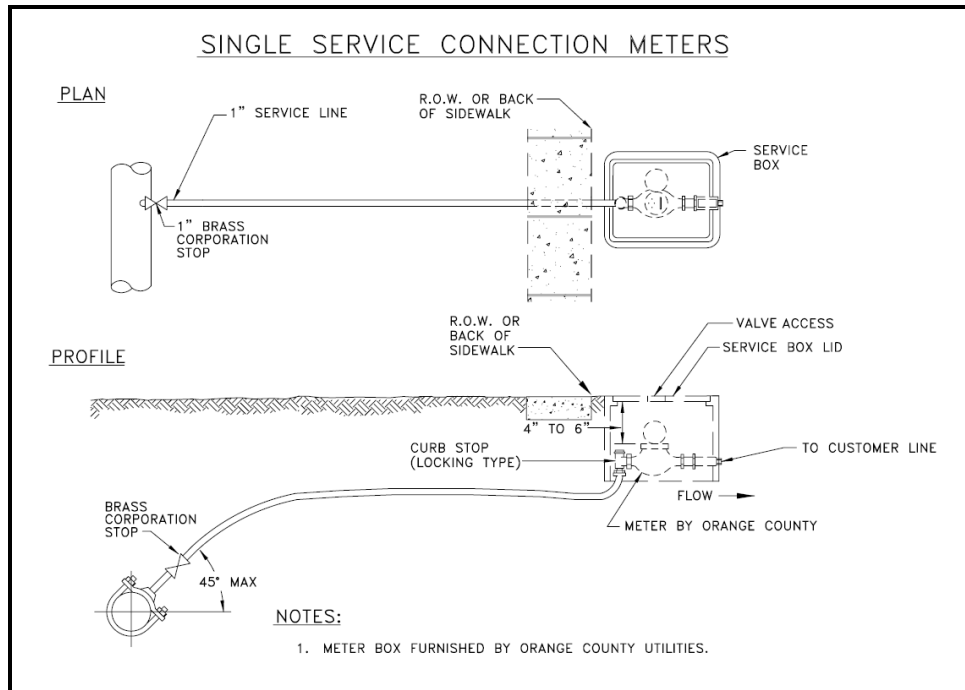 SINGLE SERVICE CONNECTION METERS
PLAN
1" SERVICE LINE
R.O.W. OR BACK
OF SIDEWALK
SERVICE
BOX
1" BRASS
CORPORATION
STOP
R.O.W. OR
BACK OF
SIDEWALK
VALVE ACCESS
SERVICE BOX LID
PROFILE
4" TO 6"
CURB STOP
(LOCKING TYPE)
TO CUSTOMER LINE
FLOW
METER BY ORANGE COUNTY
BRASS
CORPORATION
STOP
45° MAX
NOTES:
1. METER BOX FURNISHED BY ORANGE COUNTY UTILITIES.